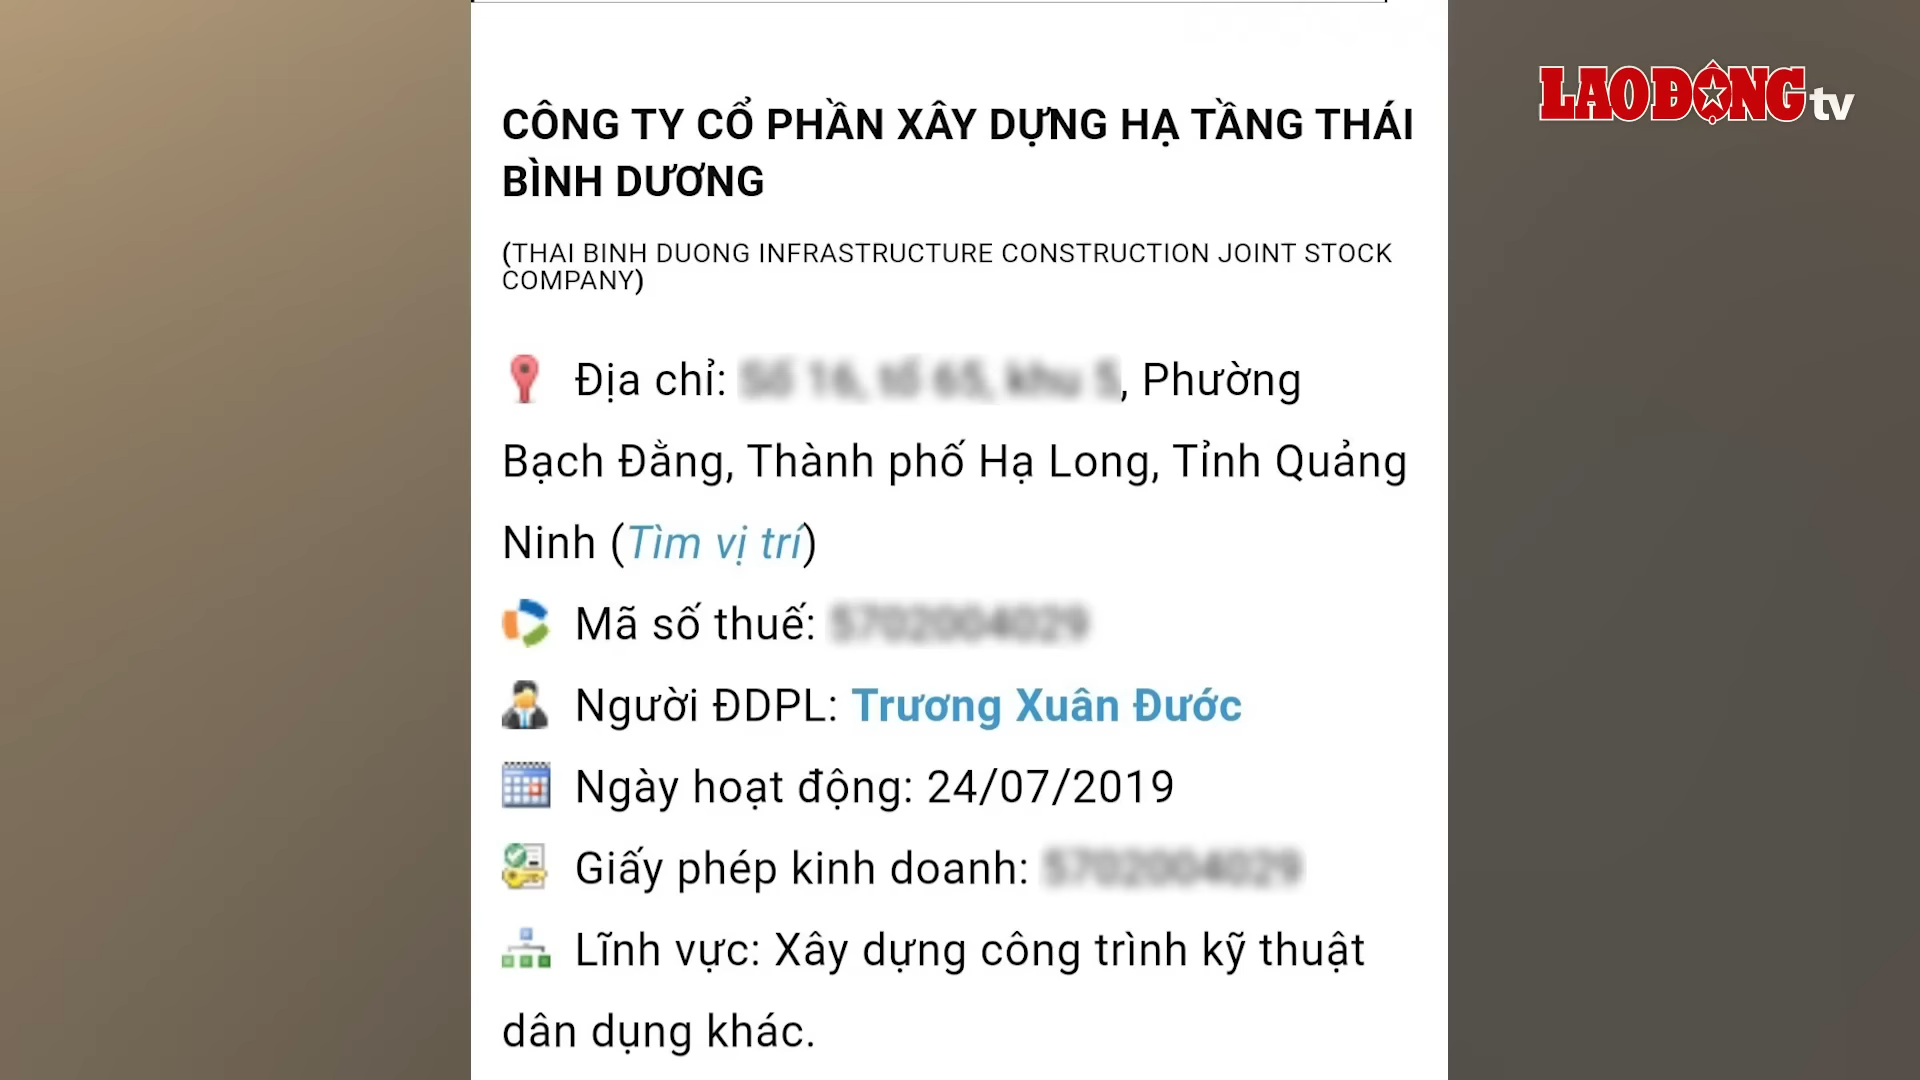 LAO ĐỘNG tv
CÔNG TY CỔ PHẦN XÂY DỰNG HẠ TẦNG THÁI
BÌNH DƯƠNG
(THAI BINH DUONG INFRASTRUCTURE CONSTRUCTION JOINT STOCK
COMPANY)
Địa chỉ: , Phường
Bạch Đằng, Thành phố Hạ Long, Tỉnh Quảng
Ninh (Tìm vị trí)
Mã số thuế:
Người ĐDPL: Trương Xuân Đước
Ngày hoạt động: 24/07/2019
Giấy phép kinh doanh:
Lĩnh vực: Xây dựng công trình kỹ thuật
dân dụng khác.